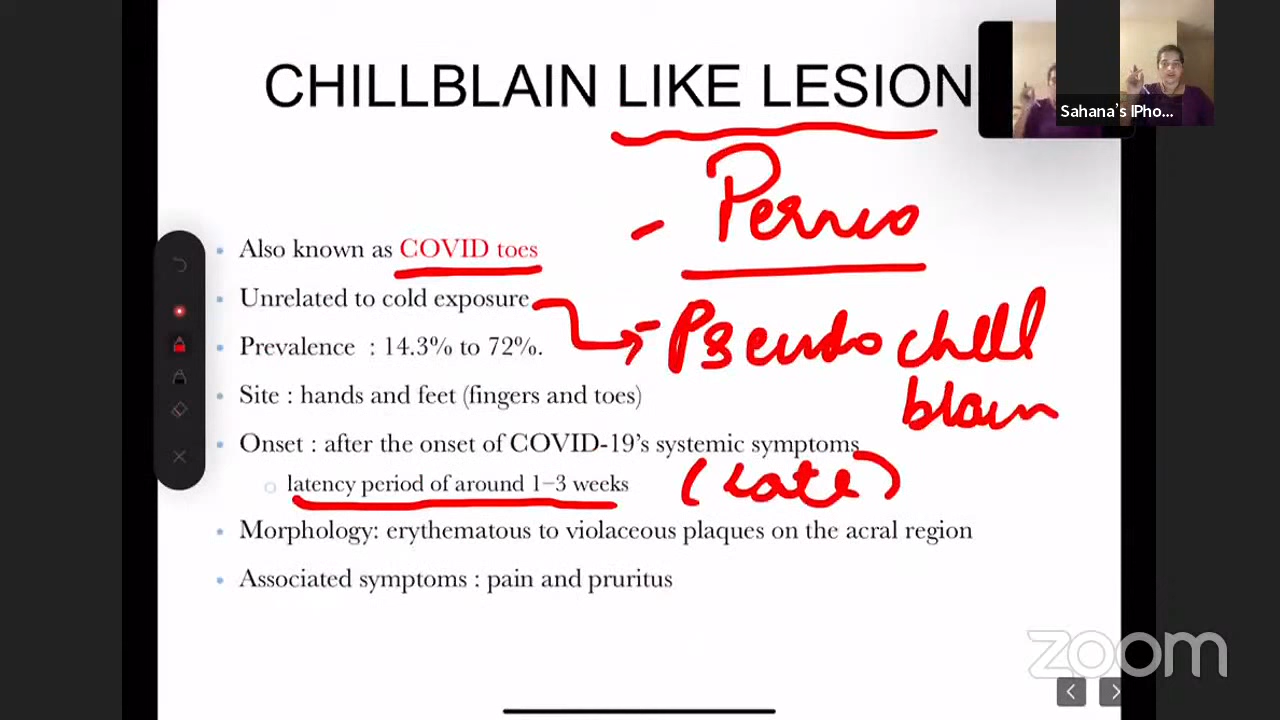 CHILLBLAIN LIKE LESION
Sahana's IPho...
- Pernio
Also known as COVID toes
Unrelated to cold exposure
Prevalence : 14.3% to 72%.
- Pseudo chill
blain
Site : hands and feet (fingers and toes)
Onset : after the onset of COVID-19's systemic symptoms
latency period of around 1–3 weeks
(late)
Morphology: erythematous to violaceous plaques on the acral region
Associated symptoms : pain and pruritus
zoom